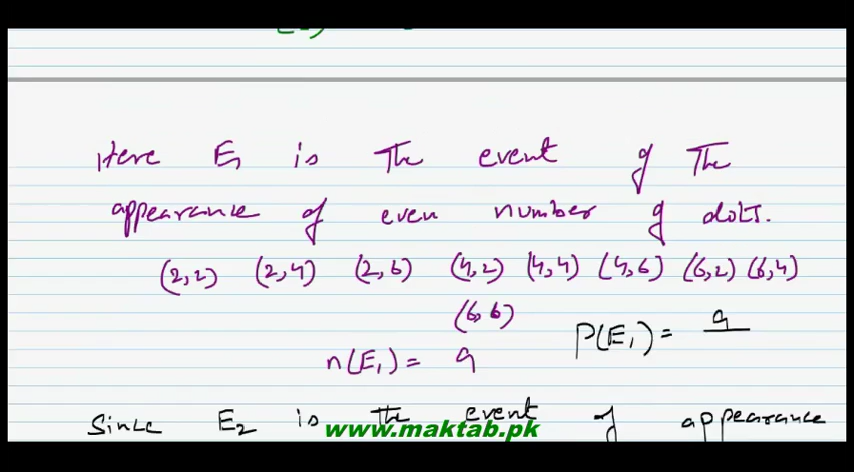 Here E₁ is The event of The
appearance of even number of dots.
(2,2) (2,4) (2,6) (4,2) (4,4) (4,6) (6,2) (6,4)
(6,6)
n(E₁) = 9
P(E₁) = 9
Since E₂ is the event of appearance
www.maktab.pk